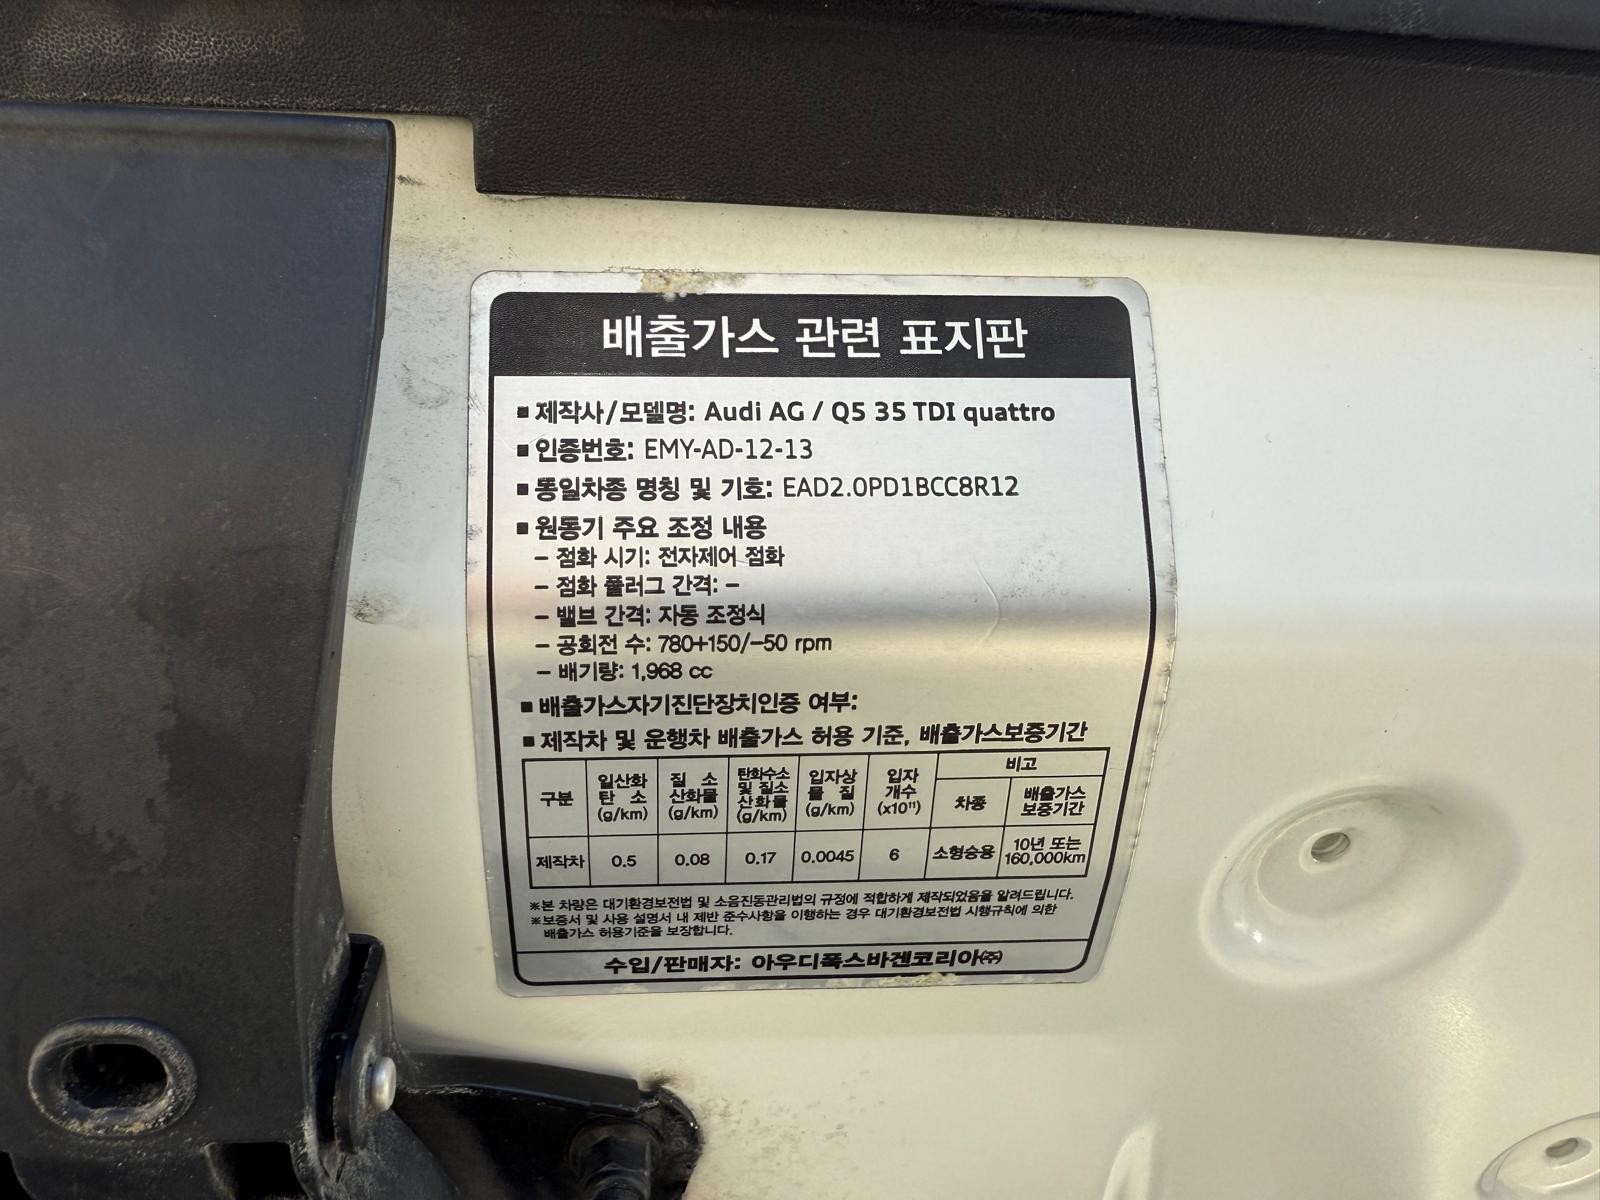 배출가스 관련 표지판
■ 제작사/모델명: Audi AG / Q5 35 TDI quattro
■ 인증번호: EMY-AD-12-13
■ 동일차종 명칭 및 기호: EAD2.0PD1BCC8R12
■ 원동기 주요 조정 내용
– 점화 시기: 전자제어 점화
– 점화 플러그 간격: –
– 밸브 간격: 자동 조정식
– 공회전 수: 780+150/–50 rpm
– 배기량: 1,968 cc
■ 배출가스자기진단장치인증 여부:
■ 제작차 및 운행차 배출가스 허용 기준, 배출가스보증기간
구분 일산화탄소 (g/km) 질소산화물 (g/km) 탄화수소 및 질소산화물 (g/km) 입자상물질 (g/km) 입자개수 (x10¹¹) 비고
차종 배출가스 보증기간
제작차 0.5 0.08 0.17 0.0045 6 소형승용 10년 또는 160,000km
※본 차량은 대기환경보전법 및 소음진동관리법의 규정에 적합하게 제작되었음을 알려드립니다.
※보증서 및 사용 설명서 내 제반 준수사항을 이행하는 경우 대기환경보전법 시행규칙에 의한
배출가스 허용기준을 보장합니다.
수입/판매자: 아우디폭스바겐코리아㈜